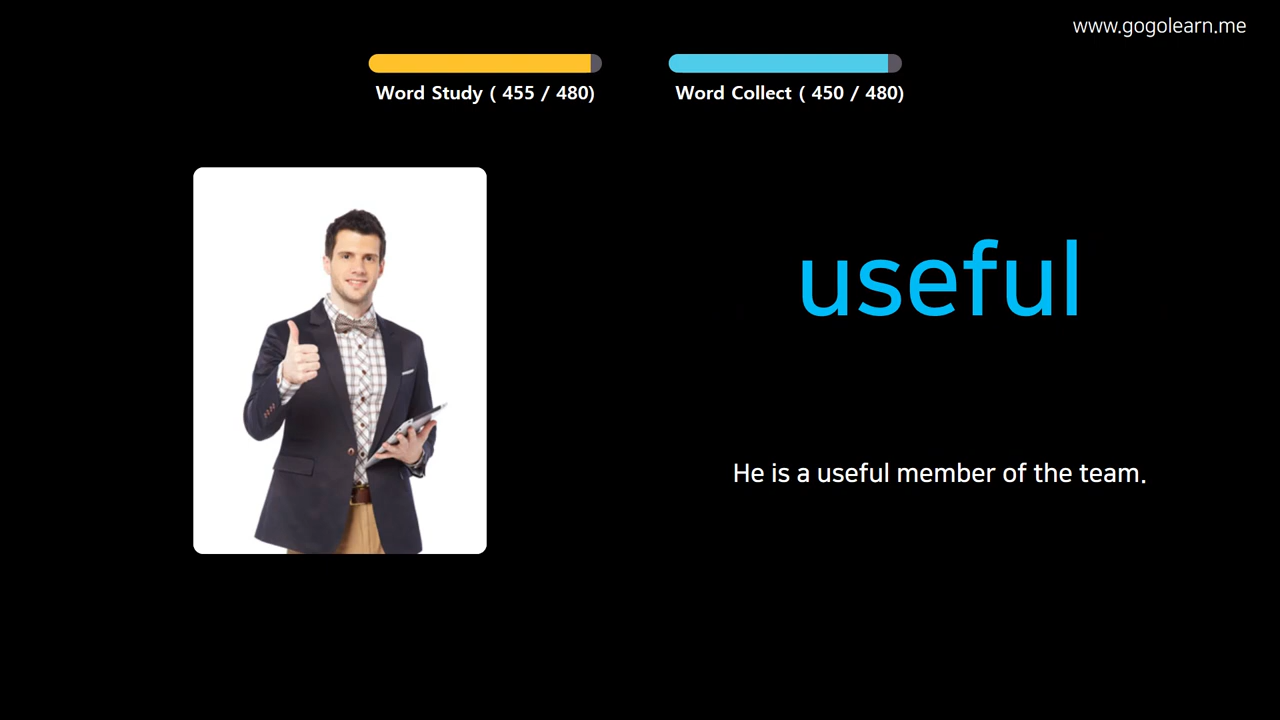 www.gogolearn.me
Word Study ( 455 / 480)
Word Collect ( 450 / 480)
useful
He is a useful member of the team.